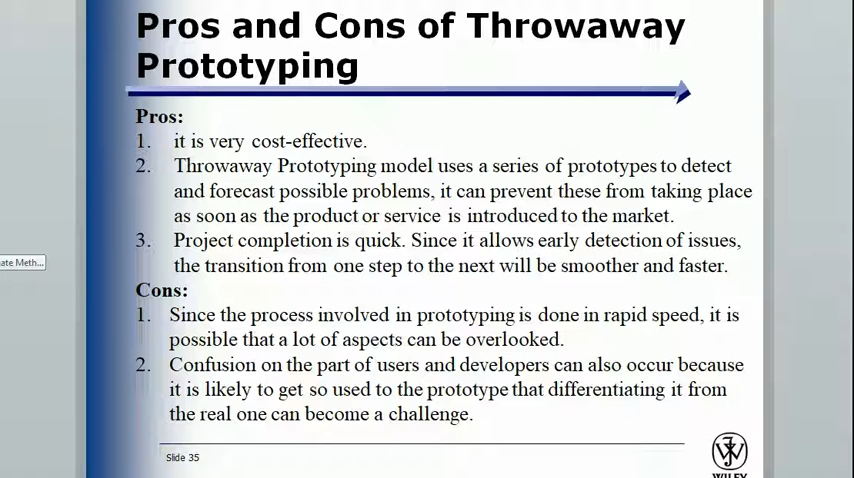 Pros and Cons of Throwaway
Prototyping
Pros:
1. it is very cost-effective.
2. Throwaway Prototyping model uses a series of prototypes to detect
and forecast possible problems, it can prevent these from taking place
as soon as the product or service is introduced to the market.
3. Project completion is quick. Since it allows early detection of issues,
the transition from one step to the next will be smoother and faster.
ate Meth...
Cons:
1. Since the process involved in prototyping is done in rapid speed, it is
possible that a lot of aspects can be overlooked.
2. Confusion on the part of users and developers can also occur because
it is likely to get so used to the prototype that differentiating it from
the real one can become a challenge.
Slide 35
WILEY